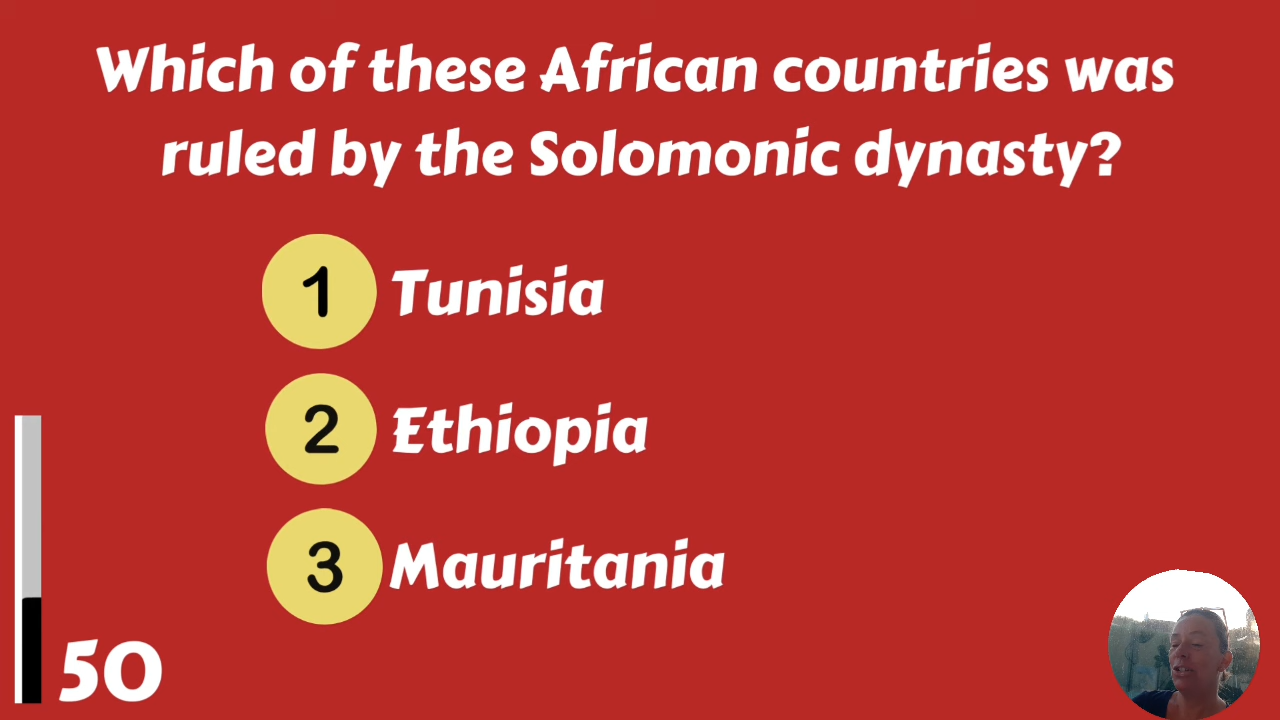 Which of these African countries was
ruled by the Solomonic dynasty?
1 Tunisia
2 Ethiopia
3 Mauritania
50